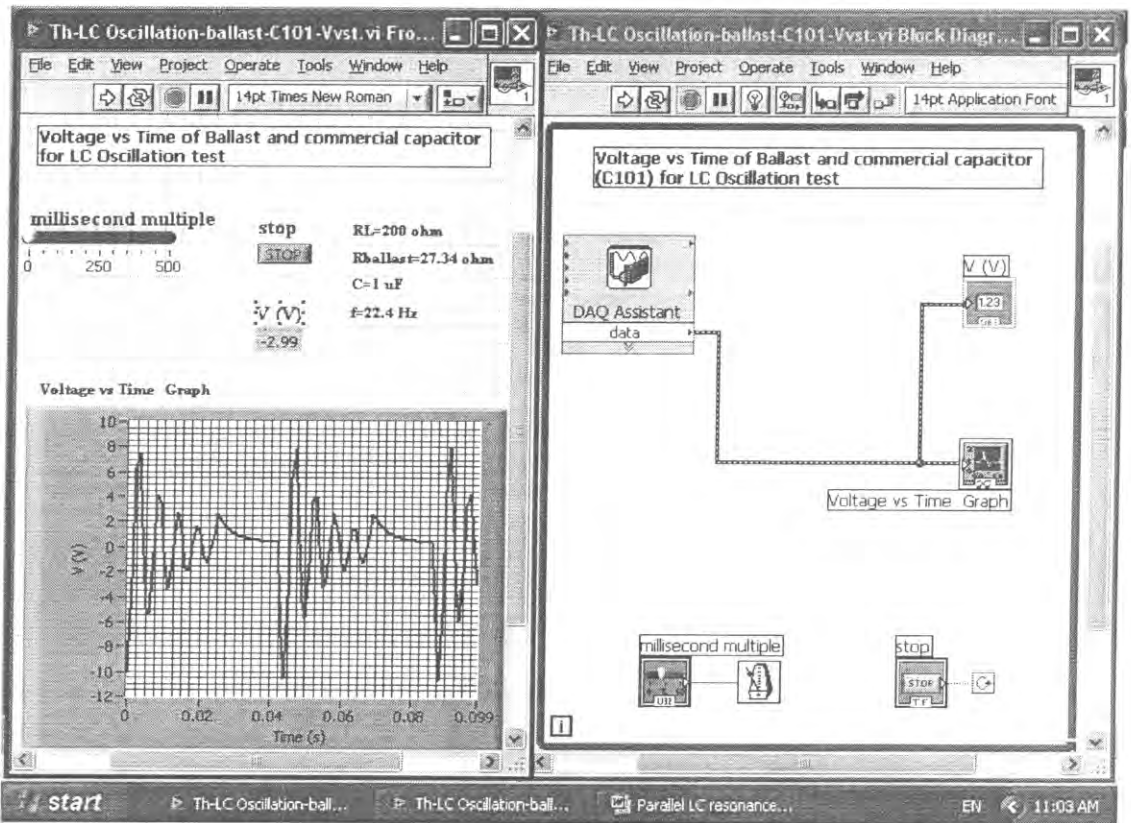 Th-LC Oscillation-ballast-C101-Vvst.vi Fro...
File Edit View Project Operate Tools Window Help
14pt Times New Roman
1
Voltage vs Time of Ballast and commercial capacitor
for LC Oscillation test
millisecond multiple
0 250 500
stop
STOP
V (V)
-2.99
RL=200 ohm
Rballast=27.34 ohm
C=1 uF
f=22.4 Hz
Voltage vs Time Graph
V (V)
10
8
6
4
2
0
-2
-4
-6
-8
-10
-12
0 0.02 0.04 0.06 0.08 0.099
Time (s)
Th-LC Oscillation-ballast-C101-Vvst.vi Block Diagr...
File Edit View Project Operate Tools Window Help
14pt Application Font
1
Voltage vs Time of Ballast and commercial capacitor
(C101) for LC Oscillation test
DAQ Assistant
data
V (V)
1.23
Voltage vs Time Graph
millisecond multiple
U32
stop
STOP
TF
i
start
Th-LC Oscillation-ball...
Th-LC Oscillation-ball...
Parallel LC resonance...
EN
11:03 AM